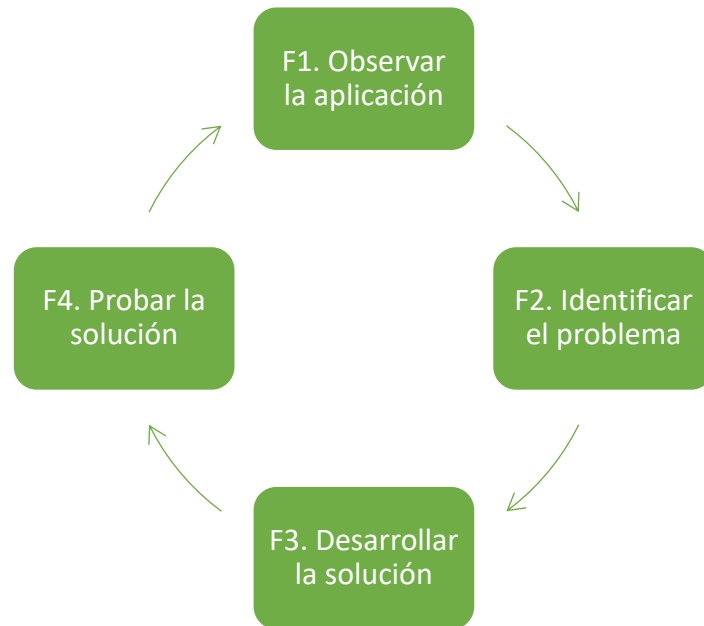 F1. Observar
la aplicación
F2. Identificar
el problema
F3. Desarrollar
la solución
F4. Probar la
solución